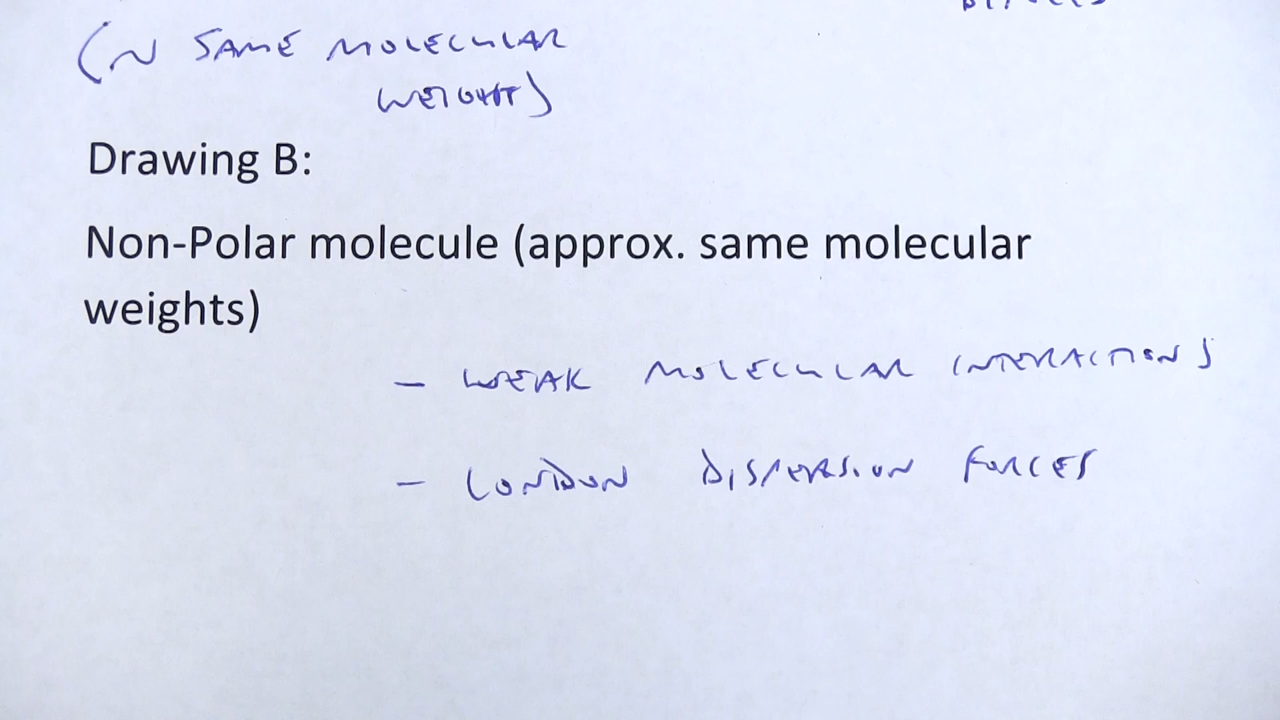 (~ SAME MOLECULAR
WEIGHT)
Drawing B:
Non-Polar molecule (approx. same molecular
weights)
- WEAK MOLECULAR INTERACTIONS
- LONDON DISPERSION FORCES